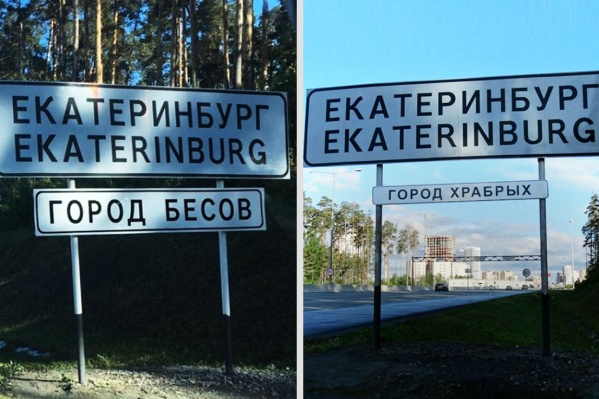 ЕКАТЕРИНБУРГ
EKATERINBURG
ГОРОД БЕСОВ
ЕКАТЕРИНБУРГ
EKATERINBURG
ГОРОД ХРАБРЫХ